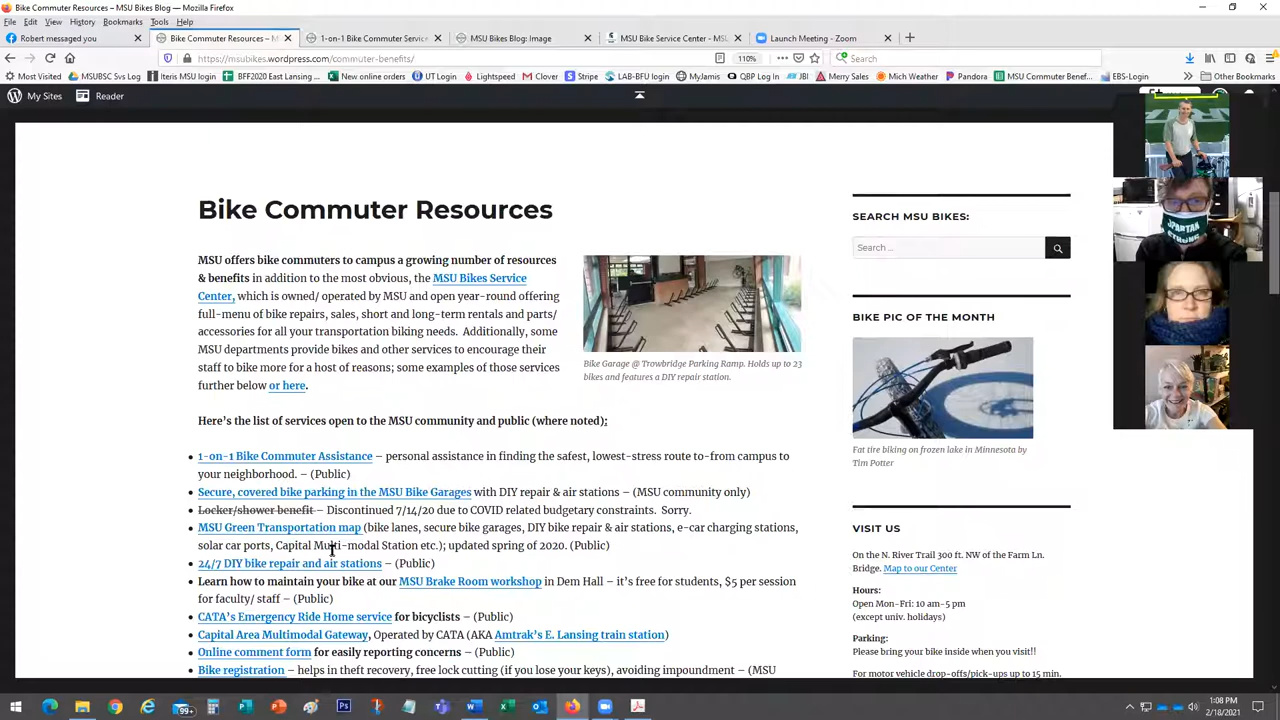 Bike Commuter Resources – MSU Bikes Blog — Mozilla Firefox
File Edit View History Bookmarks Tools Help
Robert messaged you
Bike Commuter Resources – M
1-on-1 Bike Commuter Service
MSU Bikes Blog: Image
MSU Bike Service Center - MSU
Launch Meeting - Zoom
https://msubikes.wordpress.com/commuter-benefits/
110%
Search
Most Visited MSUBSC Svs Log Iteris MSU login BFF2020 East Lansing ... New online orders UT Login Lightspeed Clover Stripe LAB-BFU login MyJamis QBP Log In JBI Merry Sales Mich Weather Pandora MSU Commuter Benef... EBS-Login Other Bookmarks
My Sites Reader
Bike Commuter Resources
MSU offers bike commuters to campus a growing number of resources
& benefits in addition to the most obvious, the MSU Bikes Service
Center, which is owned/ operated by MSU and open year-round offering
full-menu of bike repairs, sales, short and long-term rentals and parts/
accessories for all your transportation biking needs. Additionally, some
MSU departments provide bikes and other services to encourage their
staff to bike more for a host of reasons; some examples of those services
further below or here.
Bike Garage @ Trowbridge Parking Ramp. Holds up to 23
bikes and features a DIY repair station.
Here's the list of services open to the MSU community and public (where noted);
• 1-on-1 Bike Commuter Assistance – personal assistance in finding the safest, lowest-stress route to-from campus to
your neighborhood. – (Public)
• Secure, covered bike parking in the MSU Bike Garages with DIY repair & air stations – (MSU community only)
• Locker/shower benefit – Discontinued 7/14/20 due to COVID related budgetary constraints. Sorry.
• MSU Green Transportation map (bike lanes, secure bike garages, DIY bike repair & air stations, e-car charging stations,
solar car ports, Capital Multi-modal Station etc.); updated spring of 2020. (Public)
• 24/7 DIY bike repair and air stations – (Public)
• Learn how to maintain your bike at our MSU Brake Room workshop in Dem Hall – it's free for students, $5 per session
for faculty/ staff – (Public)
• CATA's Emergency Ride Home service for bicyclists – (Public)
• Capital Area Multimodal Gateway, Operated by CATA (AKA Amtrak's E. Lansing train station)
• Online comment form for easily reporting concerns – (Public)
• Bike registration – helps in theft recovery, free lock cutting (if you lose your keys), avoiding impoundment – (MSU
SEARCH MSU BIKES:
Search ...
BIKE PIC OF THE MONTH
Fat tire biking on frozen lake in Minnesota by
Tim Potter
VISIT US
On the N. River Trail 300 ft. NW of the Farm Ln.
Bridge. Map to our Center
Hours:
Open Mon-Fri: 10 am-5 pm
(except univ. holidays)
Parking:
Please bring your bike inside when you visit!!
For motor vehicle drop-offs/pick-ups up to 15 min.
SPARTAN
STRONG
99+
1:08 PM
2/18/2021